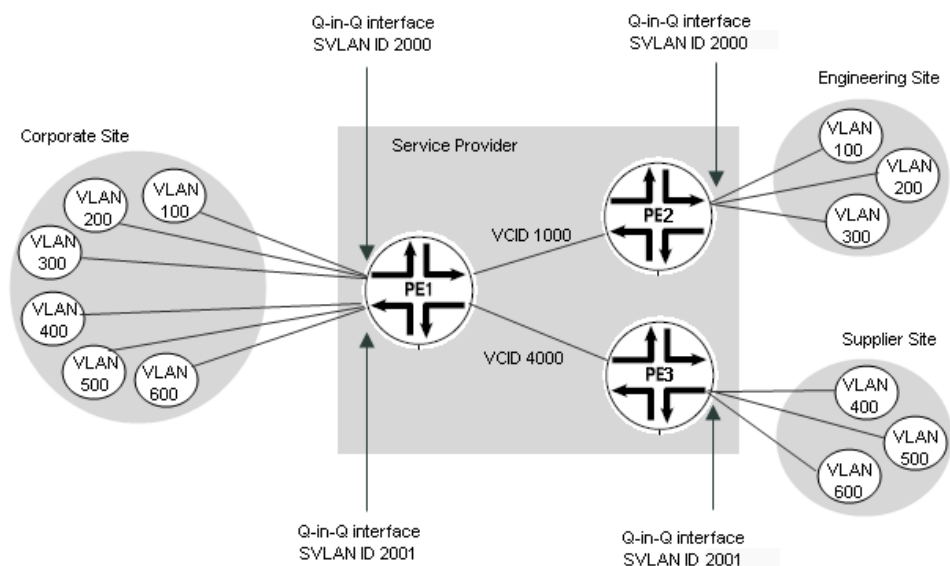 Q-in-Q interface
SVLAN ID 2000
Q-in-Q interface
SVLAN ID 2000
Engineering Site
Corporate Site
Service Provider
VLAN
100
VLAN
200
VLAN
300
VLAN
400
VLAN
500
VLAN
600
PE1
VCID 1000
VCID 4000
PE2
PE3
VLAN
100
VLAN
200
VLAN
300
Supplier Site
VLAN
400
VLAN
500
VLAN
600
Q-in-Q interface
SVLAN ID 2001
Q-in-Q interface
SVLAN ID 2001